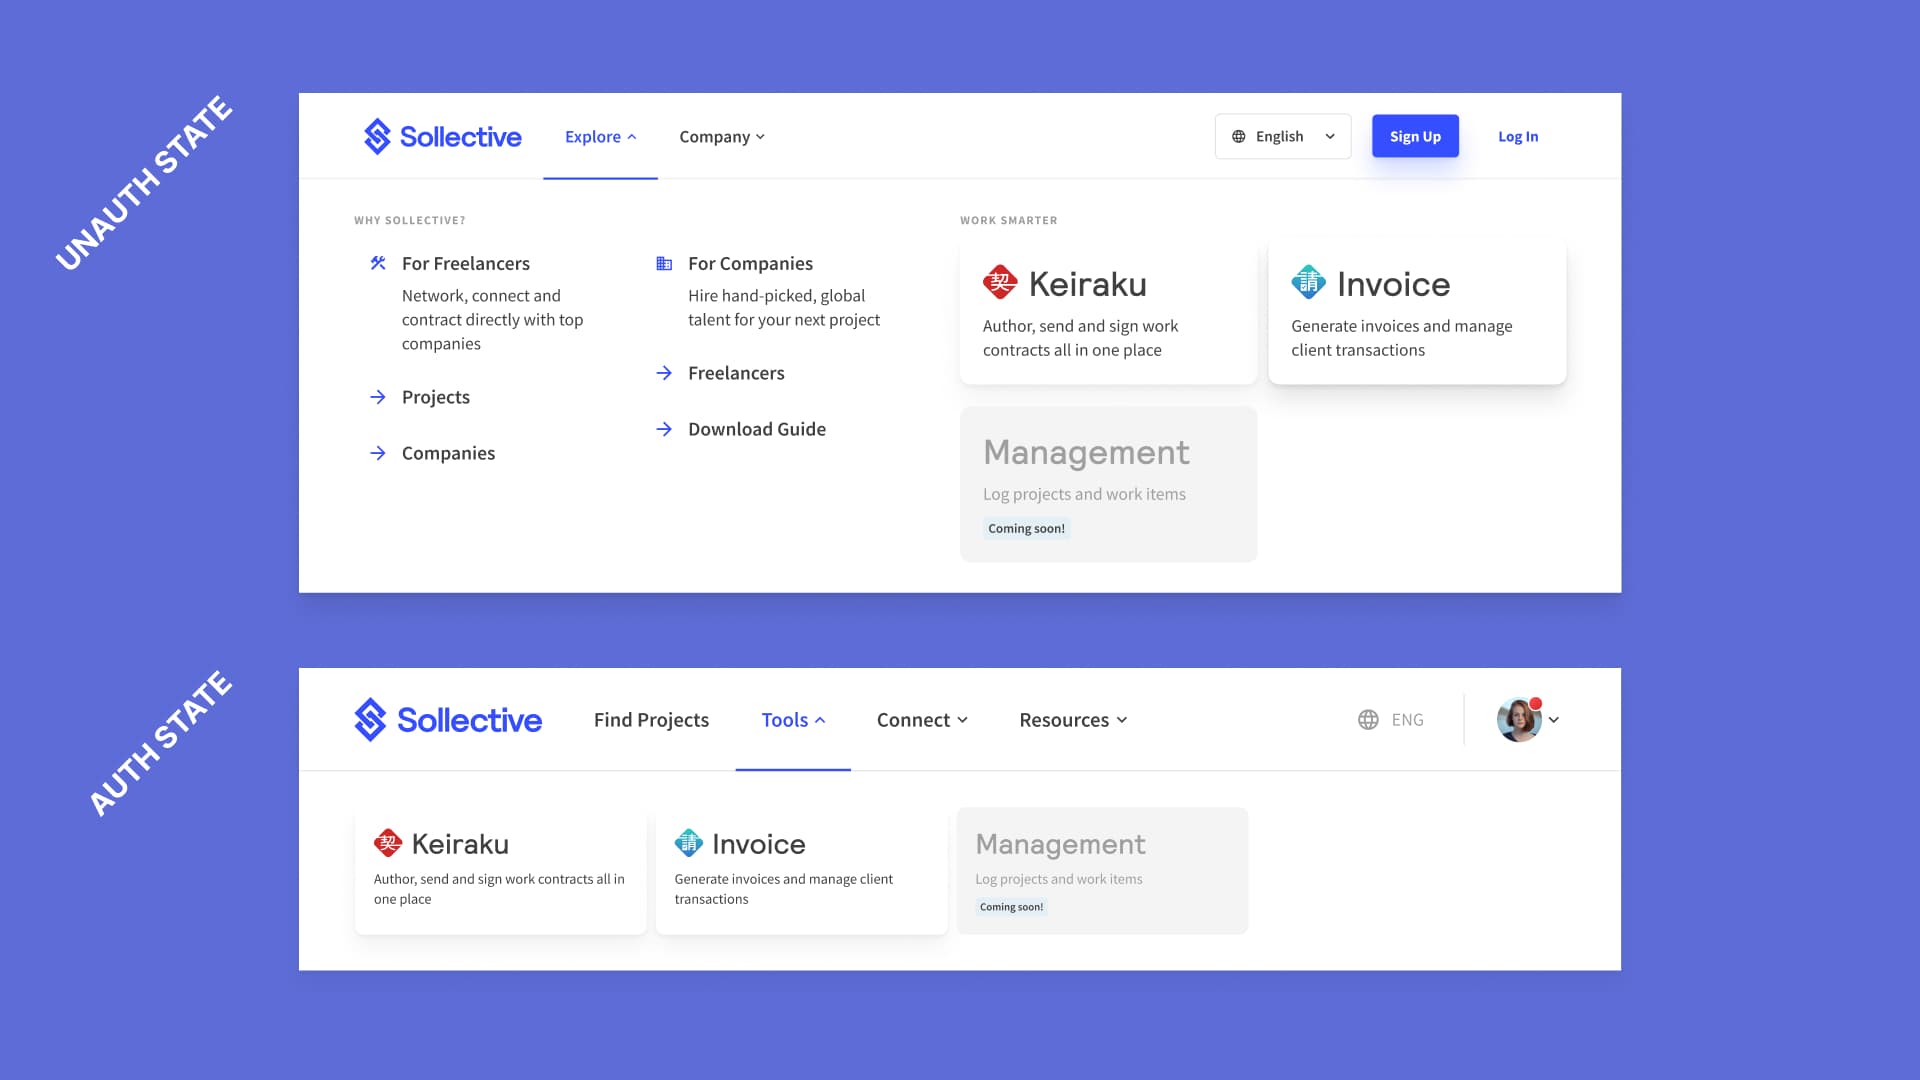 UNAUTH STATE
Sollective
Explore
Company
English
Sign Up
Log In
WHY SOLLECTIVE?
For Freelancers
Network, connect and
contract directly with top
companies
Projects
Companies
For Companies
Hire hand-picked, global
talent for your next project
Freelancers
Download Guide
WORK SMARTER
契 Keiraku
Author, send and sign work
contracts all in one place
請 Invoice
Generate invoices and manage
client transactions
Management
Log projects and work items
Coming soon!
AUTH STATE
Sollective
Find Projects
Tools
Connect
Resources
ENG
契 Keiraku
Author, send and sign work contracts all in
one place
請 Invoice
Generate invoices and manage client
transactions
Management
Log projects and work items
Coming soon!